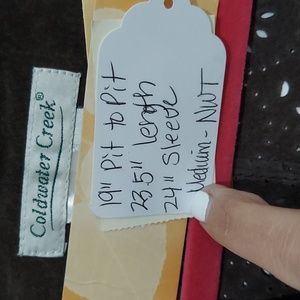 Coldwater Creek®
19" Pit to Pit
23.5" length
24" Sleeve
Medium - NWT